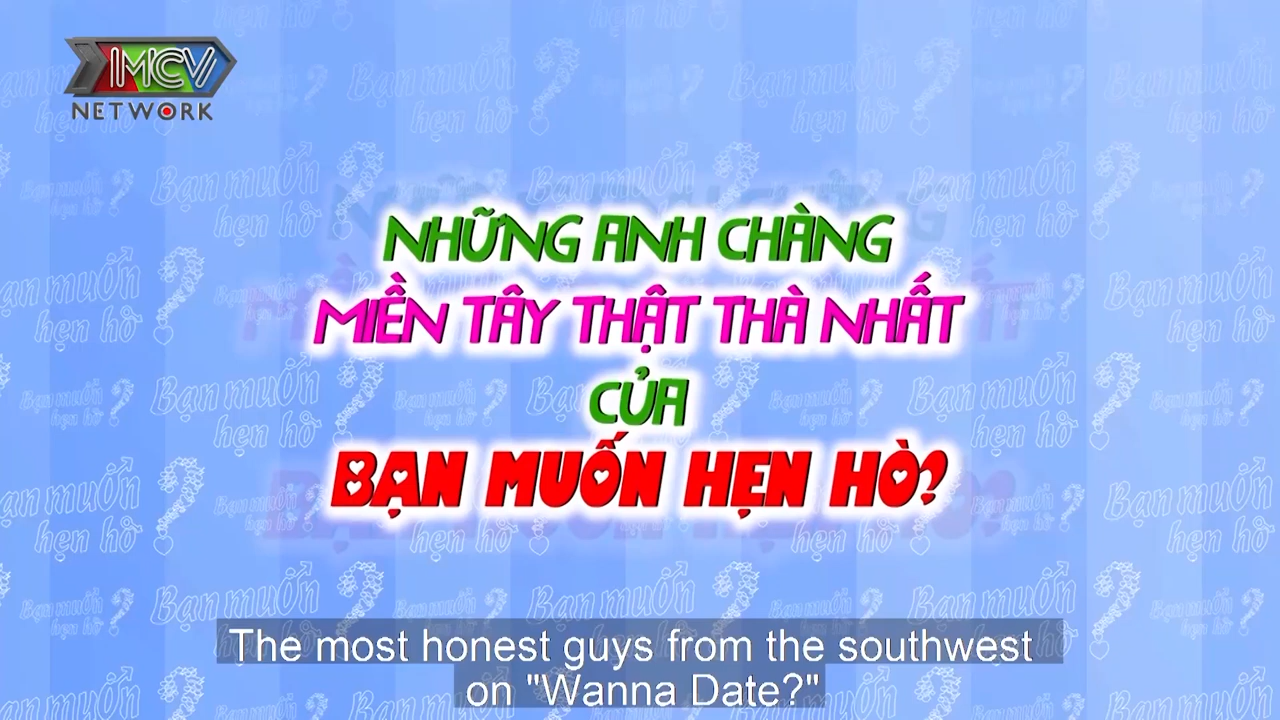 MCV
NETWORK
NHỮNG ANH CHÀNG
MIỀN TÂY THẬT THÀ NHẤT
CỦA
BẠN MUỐN HẸN HÒ?
The most honest guys from the southwest
on "Wanna Date?"